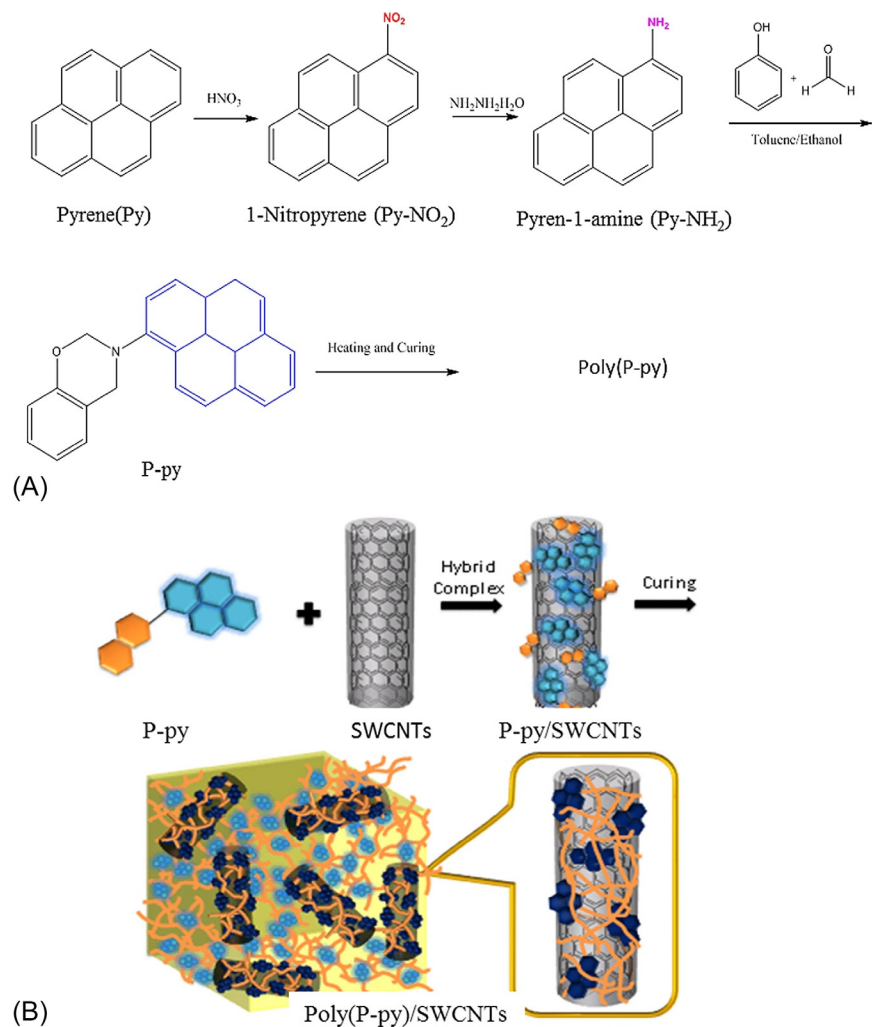 NO₂
NH₂
OH
O
HNO₃
NH₂NH₂H₂O
+
H H
Toluene/Ethanol
Pyrene(Py)
1-Nitropyrene (Py-NO₂)
Pyren-1-amine (Py-NH₂)
O
N
Heating and Curing
Poly(P-py)
P-py
(A)
Hybrid
Complex
Curing
+
P-py
SWCNTs
P-py/SWCNTs
(B)
Poly(P-py)/SWCNTs